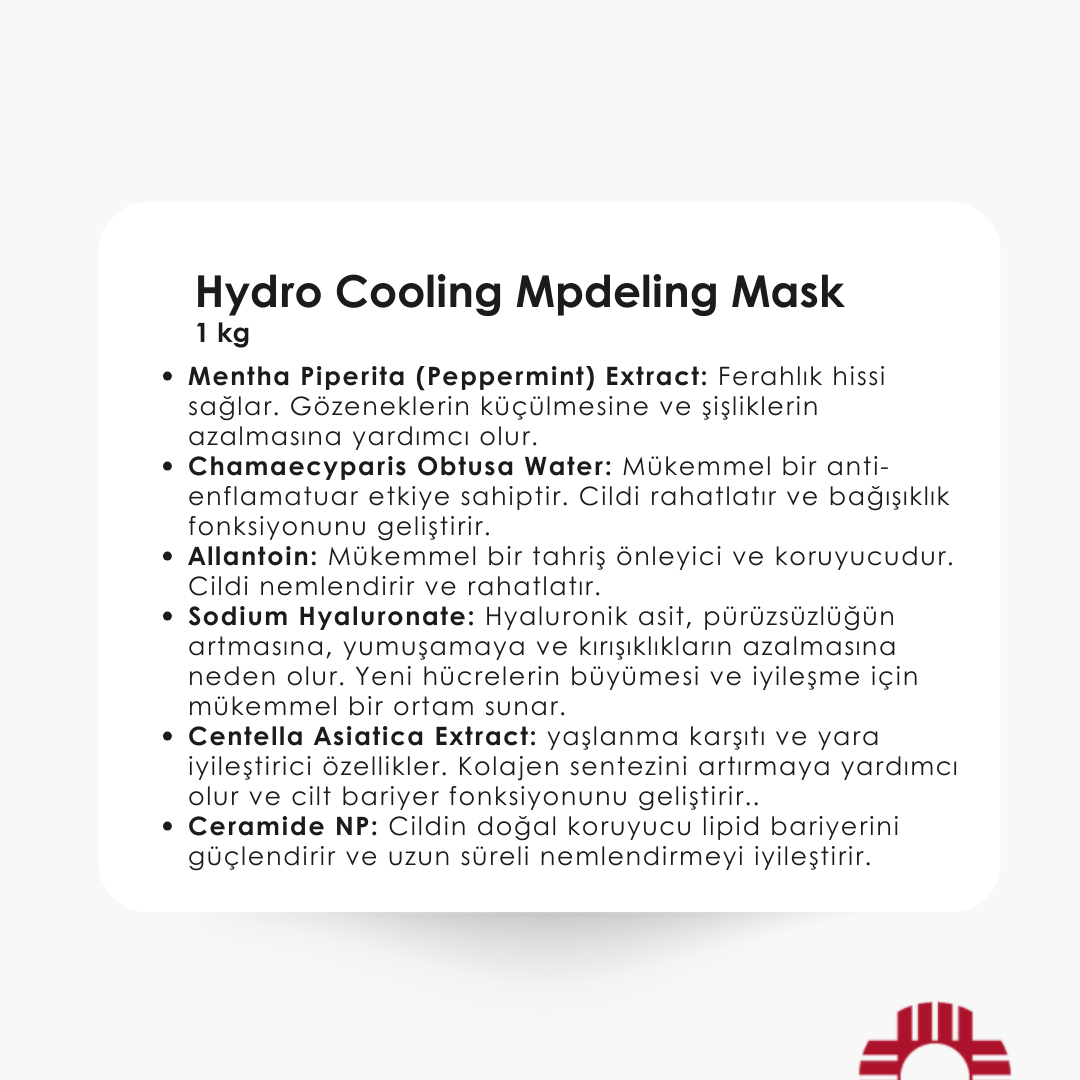 Hydro Cooling Mpdeling Mask
1 kg
• Mentha Piperita (Peppermint) Extract: Ferahlık hissi
sağlar. Gözeneklerin küçülmesine ve şişliklerin
azalmasına yardımcı olur.
• Chamaecyparis Obtusa Water: Mükemmel bir anti-
enflamatuar etkiye sahiptir. Cildi rahatlatır ve bağışıklık
fonksiyonunu geliştirir.
• Allantoin: Mükemmel bir tahriş önleyici ve koruyucudur.
Cildi nemlendirir ve rahatlatır.
• Sodium Hyaluronate: Hyaluronik asit, pürüzsüzlüğün
artmasına, yumuşamaya ve kırışıklıkların azalmasına
neden olur. Yeni hücrelerin büyümesi ve iyileşme için
mükemmel bir ortam sunar.
• Centella Asiatica Extract: yaşlanma karşıtı ve yara
iyileştirici özellikler. Kolajen sentezini artırmaya yardımcı
olur ve cilt bariyer fonksiyonunu geliştirir..
• Ceramide NP: Cildin doğal koruyucu lipid bariyerini
güçlendirir ve uzun süreli nemlendirmeyi iyileştirir.